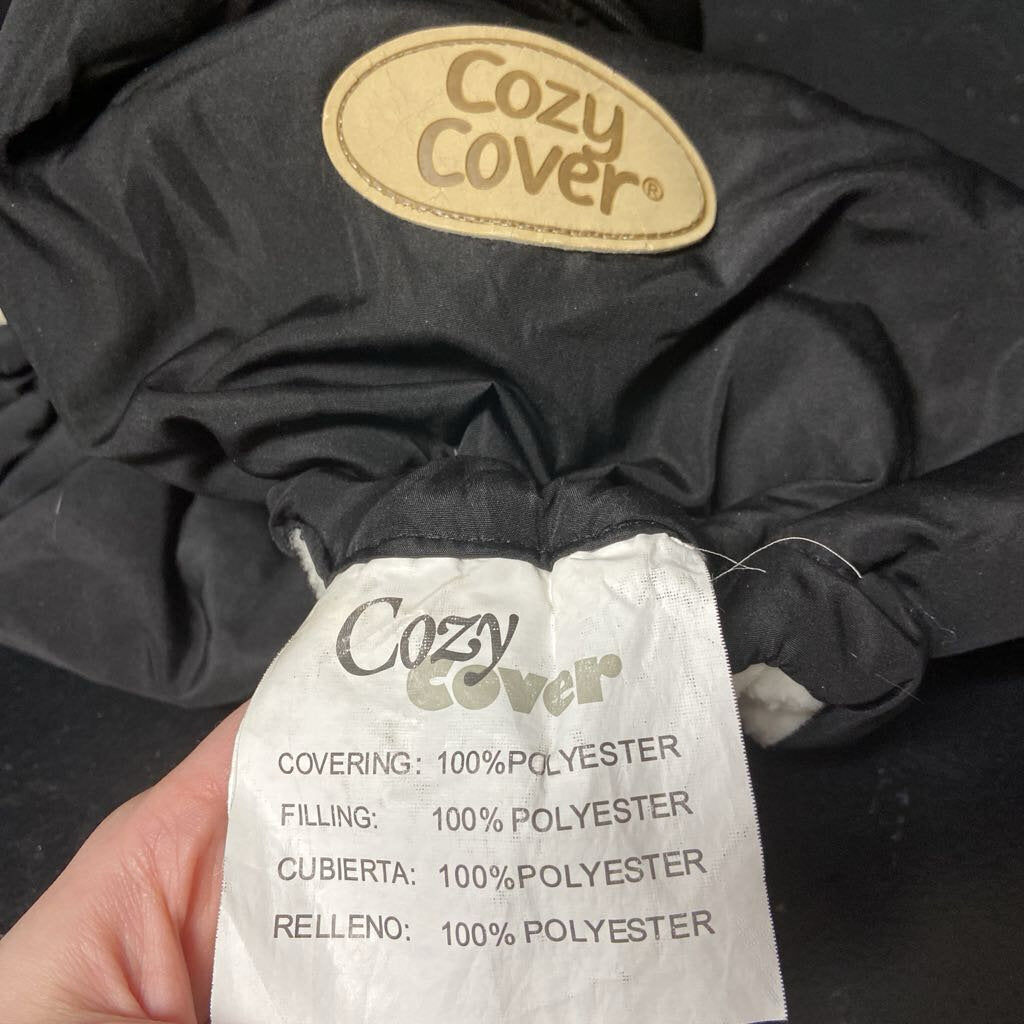 Cozy
Cover®
Cozy
cover
COVERING: 100%POLYESTER
FILLING: 100% POLYESTER
CUBIERTA: 100%POLYESTER
RELLENO: 100% POLYESTER